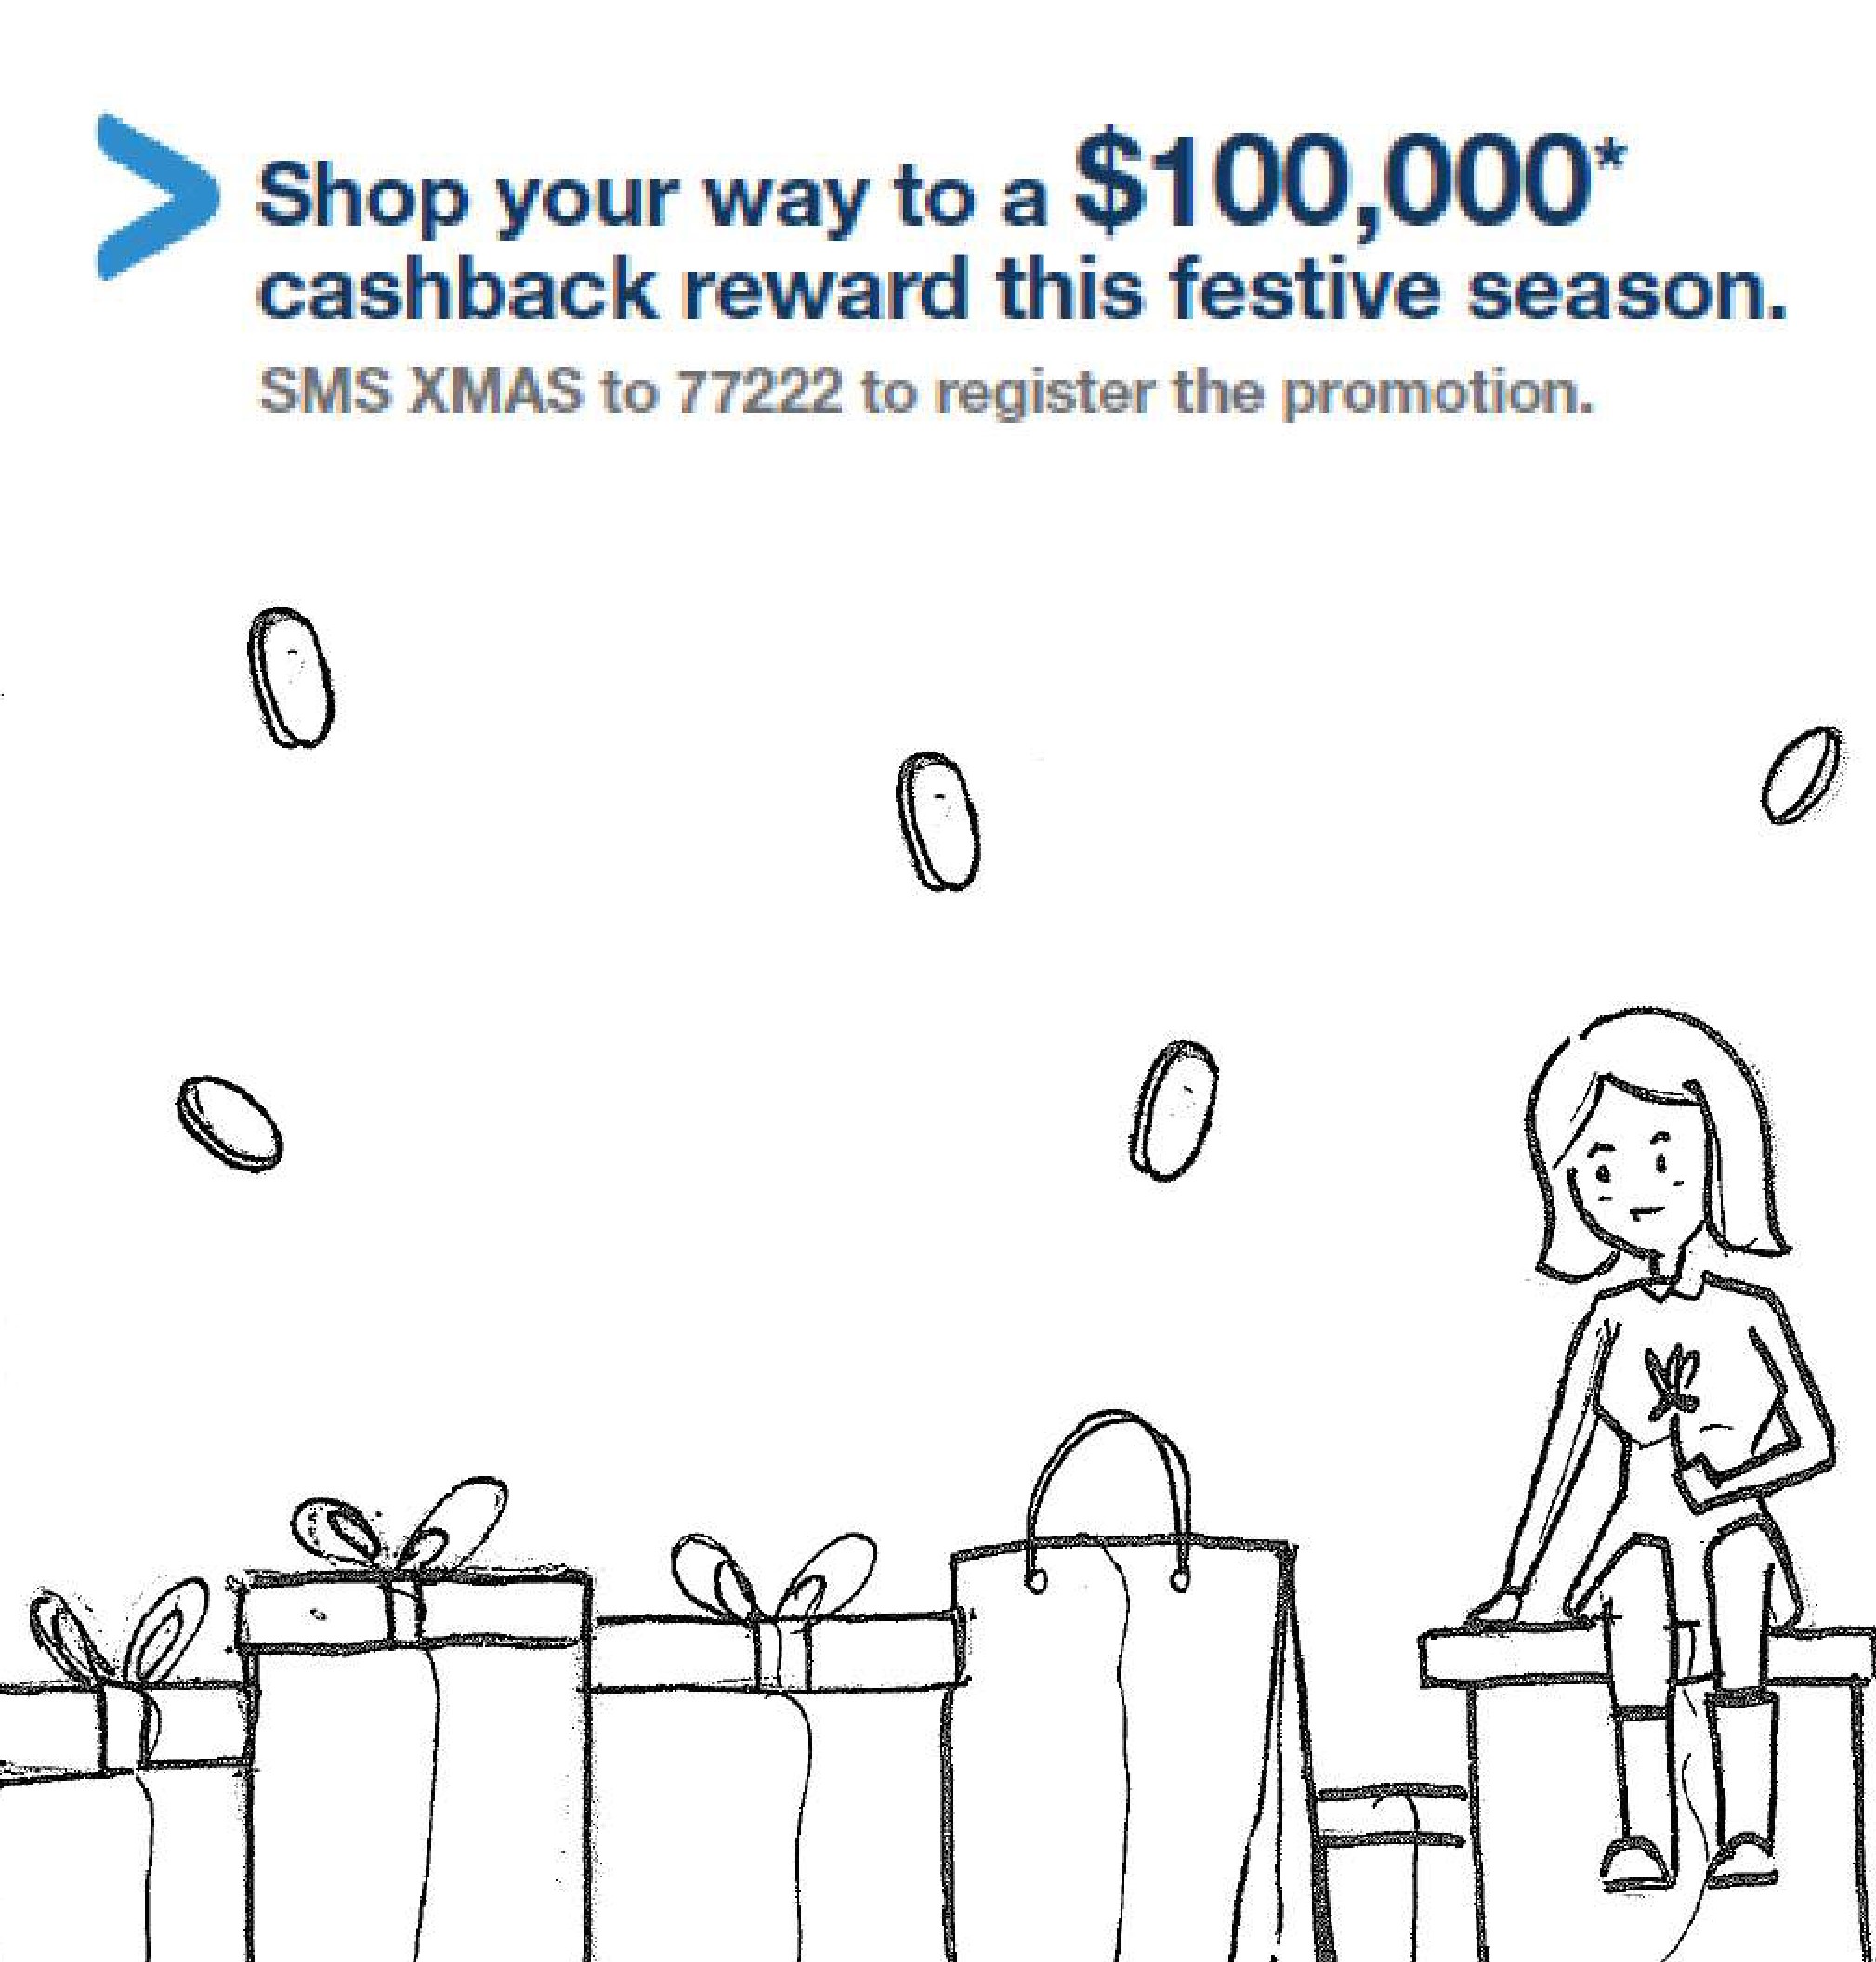 Shop your way to a $100,000*
cashback reward this festive season.
SMS XMAS to 77222 to register the promotion.